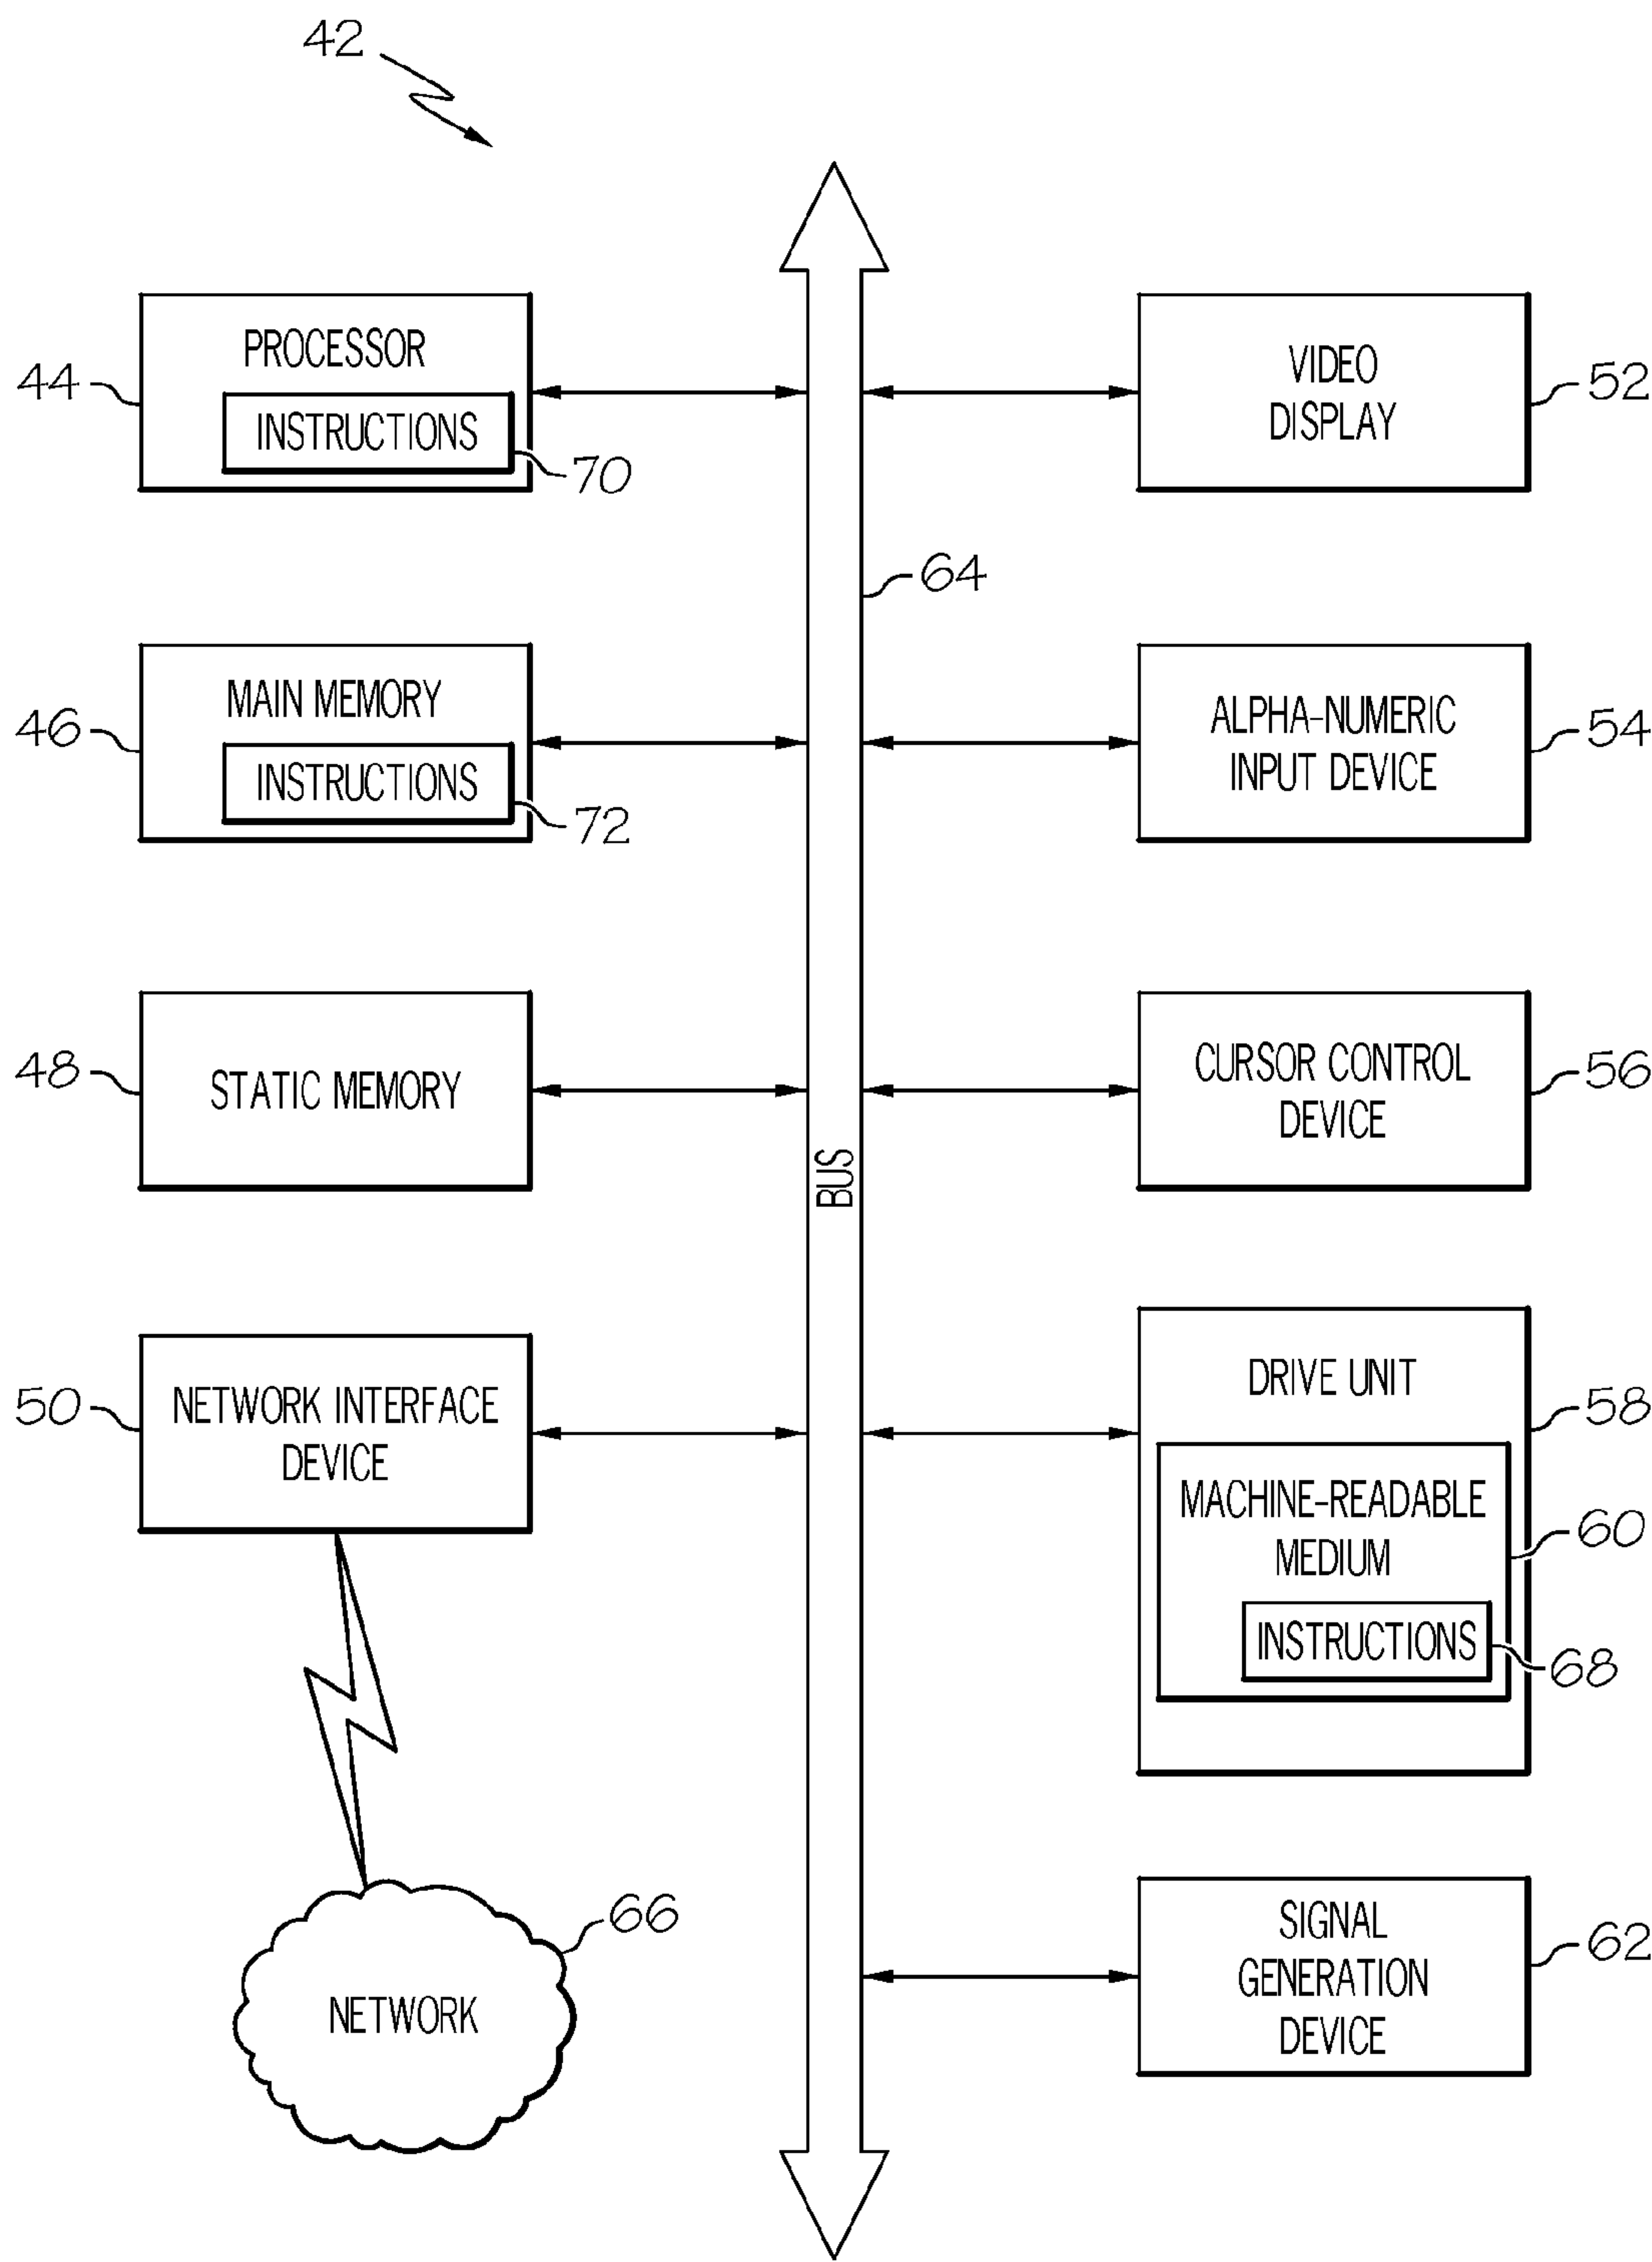 42
PROCESSOR
44
INSTRUCTIONS
70
MAIN MEMORY
46
INSTRUCTIONS
72
STATIC MEMORY
48
NETWORK INTERFACE
DEVICE
50
NETWORK
66
BUS
64
VIDEO
DISPLAY
52
ALPHA-NUMERIC
INPUT DEVICE
54
CURSOR CONTROL
DEVICE
56
DRIVE UNIT
58
MACHINE-READABLE
MEDIUM
60
INSTRUCTIONS
68
SIGNAL
GENERATION
DEVICE
62